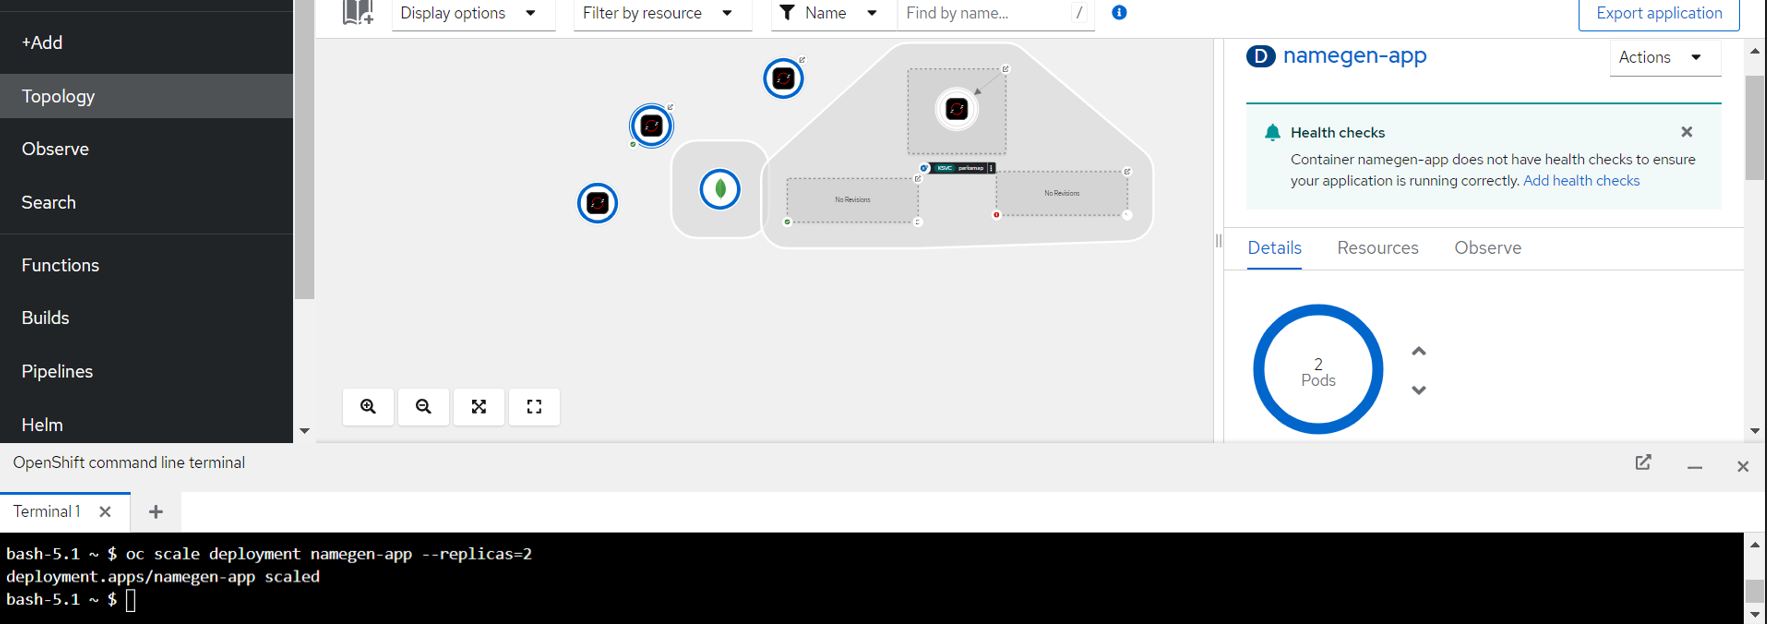 +Add
Topology
Observe
Search
Functions
Builds
Pipelines
Helm
Display options
Filter by resource
Name
Find by name...
/
Export application
No Revisions
KSVC parksmap
No Revisions
D namegen-app
Actions
Health checks
Container namegen-app does not have health checks to ensure
your application is running correctly. Add health checks
Details
Resources
Observe
2
Pods
OpenShift command line terminal
Terminal 1
bash-5.1 ~ $ oc scale deployment namegen-app --replicas=2
deployment.apps/namegen-app scaled
bash-5.1 ~ $